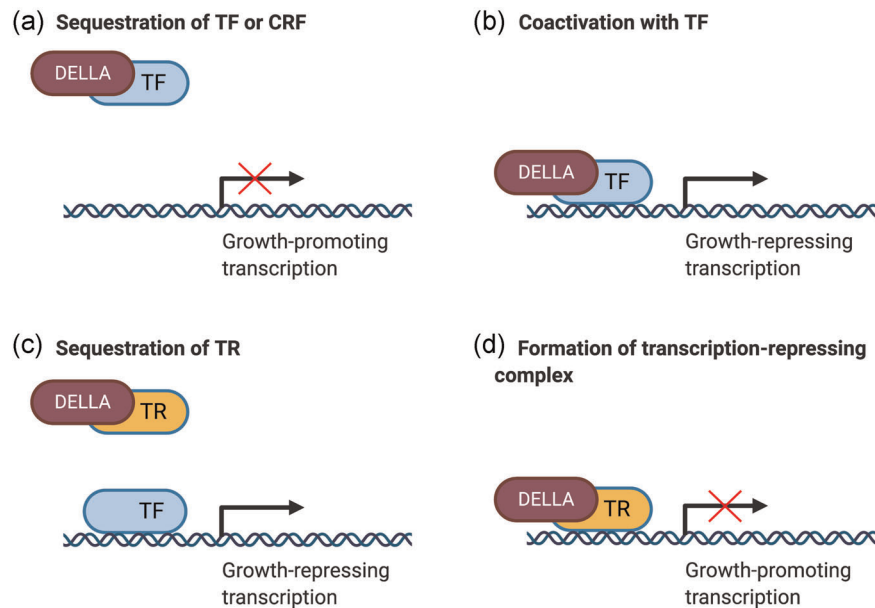 (a) Sequestration of TF or CRF
DELLA TF
Growth-promoting
transcription
(b) Coactivation with TF
DELLA TF
Growth-repressing
transcription
(c) Sequestration of TR
DELLA TR
TF
Growth-repressing
transcription
(d) Formation of transcription-repressing
complex
DELLA TR
Growth-promoting
transcription